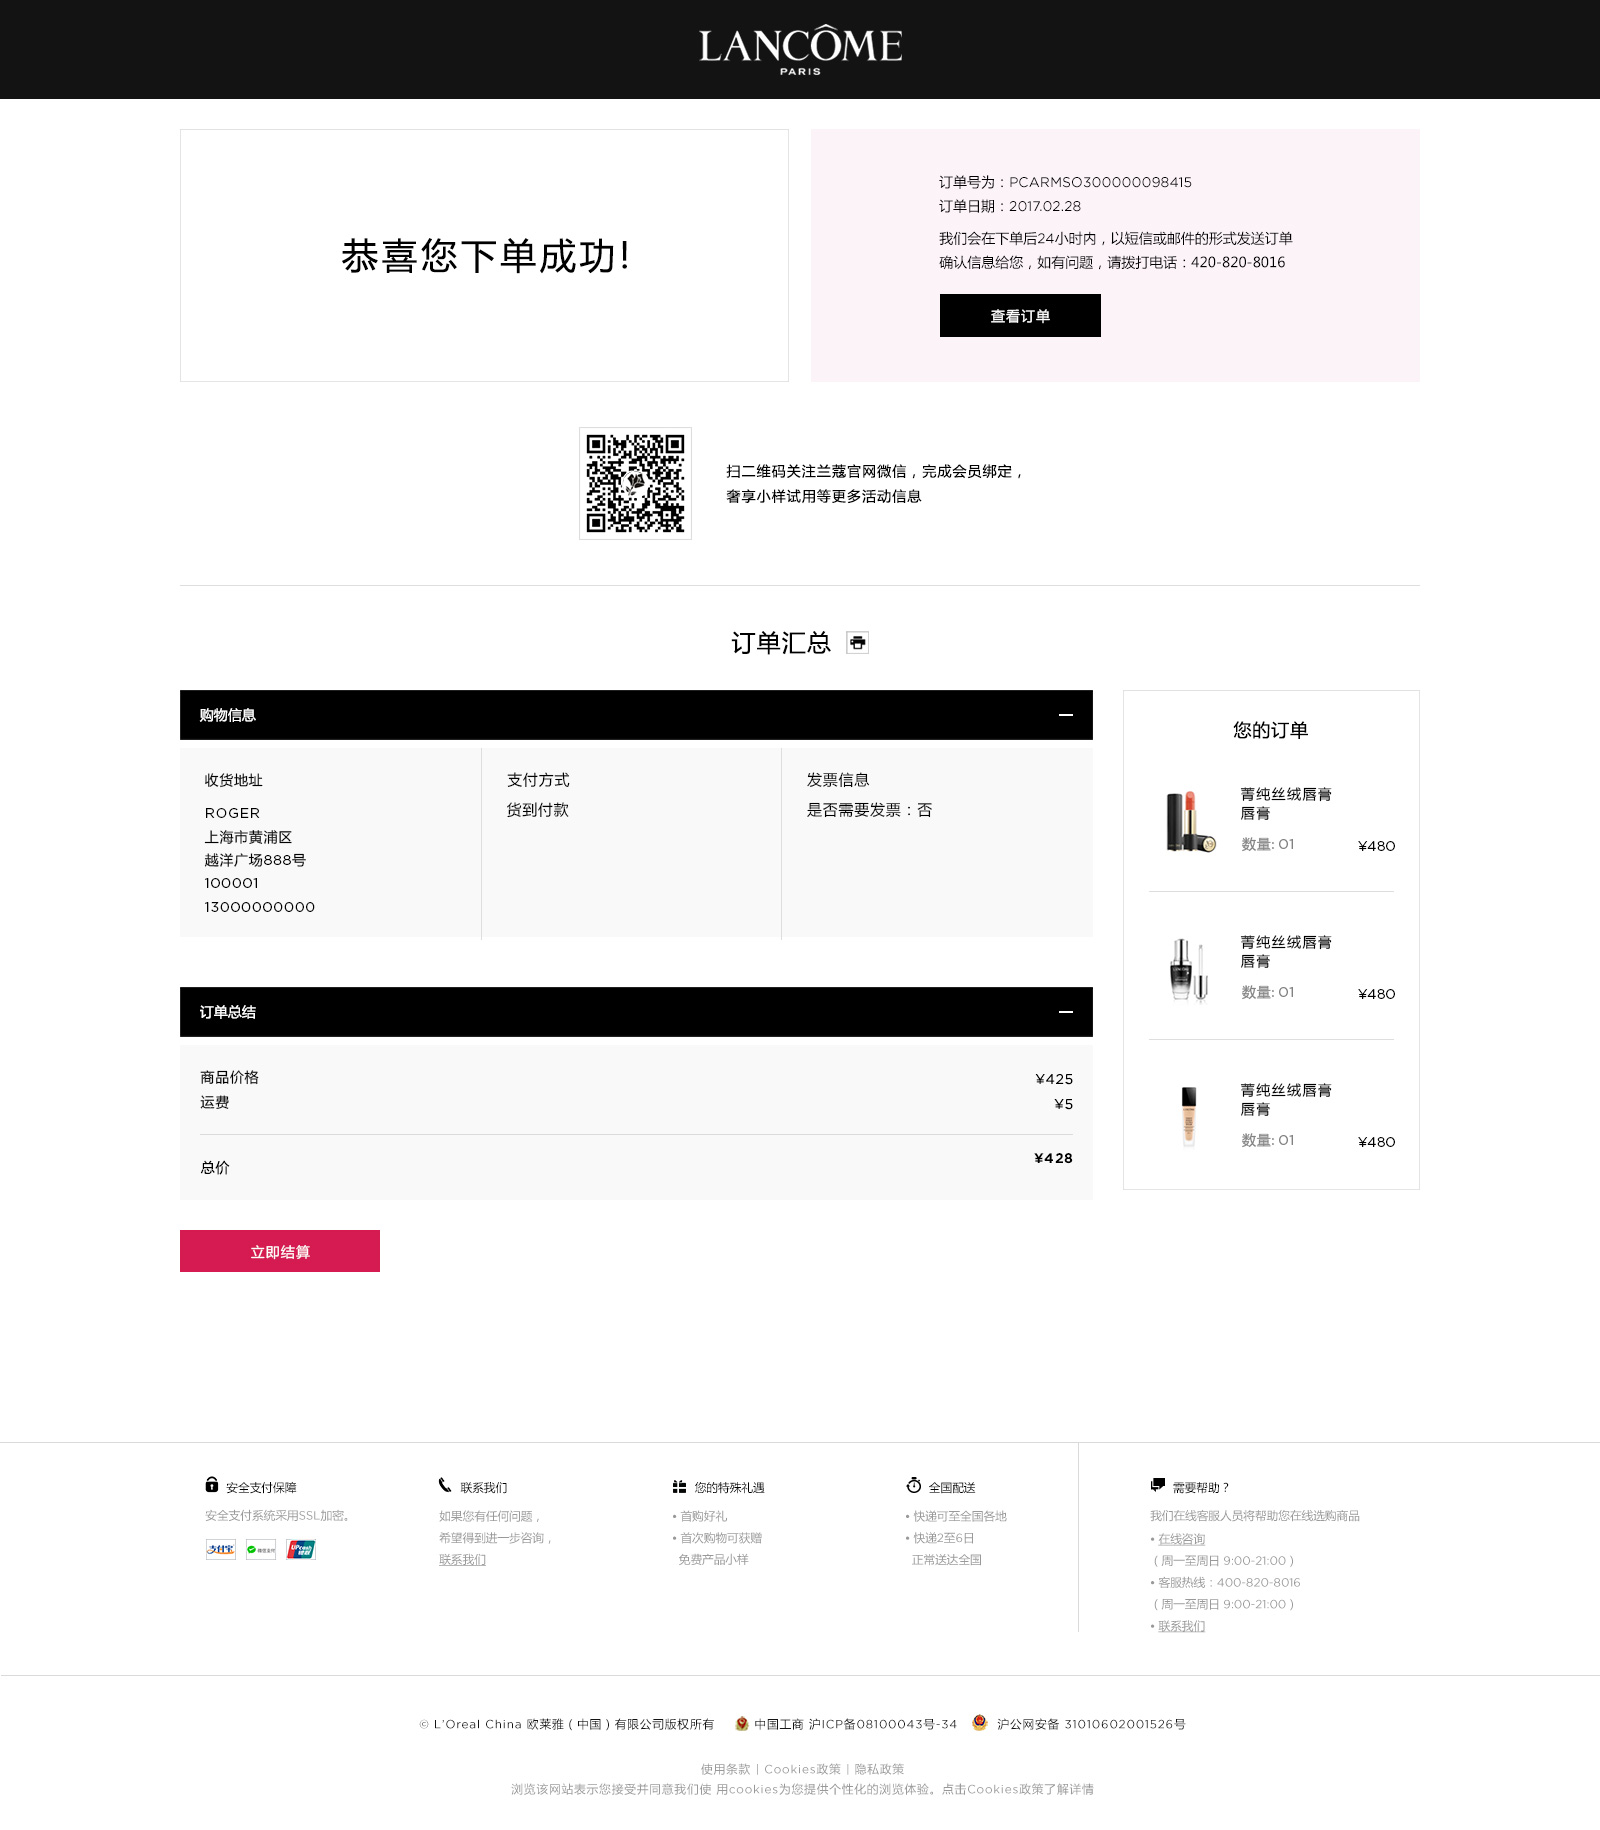 LANCÔME
PARIS
恭喜您下单成功!
订单号为：PCARMSO300000098415
订单日期：2017.02.28
我们会在下单后24小时内，以短信或邮件的形式发送订单
确认信息给您，如有问题，请拨打电话：420-820-8016
查看订单
扫二维码关注兰蔻官网微信，完成会员绑定，
奢享小样试用等更多活动信息
订单汇总
购物信息
收货地址
ROGER
上海市黄浦区
越洋广场888号
100001
13000000000
支付方式
货到付款
发票信息
是否需要发票：否
订单总结
商品价格 ¥425
运费 ¥5
总价 ¥428
立即结算
您的订单
菁纯丝绒唇膏
唇膏
数量: 01 ¥480
菁纯丝绒唇膏
唇膏
数量: 01 ¥480
菁纯丝绒唇膏
唇膏
数量: 01 ¥480
安全支付保障
安全支付系统采用SSL加密。
支付宝
微信支付
UPcash
联系我们
如果您有任何问题，
希望得到进一步咨询，
联系我们
您的特殊礼遇
• 首购好礼
• 首次购物可获赠
免费产品小样
全国配送
• 快递可至全国各地
• 快递2至6日
正常送达全国
需要帮助？
我们在线客服人员将帮助您在线选购商品
• 在线咨询
（周一至周日 9:00-21:00）
• 客服热线：400-820-8016
（周一至周日 9:00-21:00）
• 联系我们
© L'Oreal China 欧莱雅（中国）有限公司版权所有 中国工商 沪ICP备08100043号-34 沪公网安备 31010602001526号
使用条款 | Cookies政策 | 隐私政策
浏览该网站表示您接受并同意我们使 用cookies为您提供个性化的浏览体验。点击Cookies政策了解详情